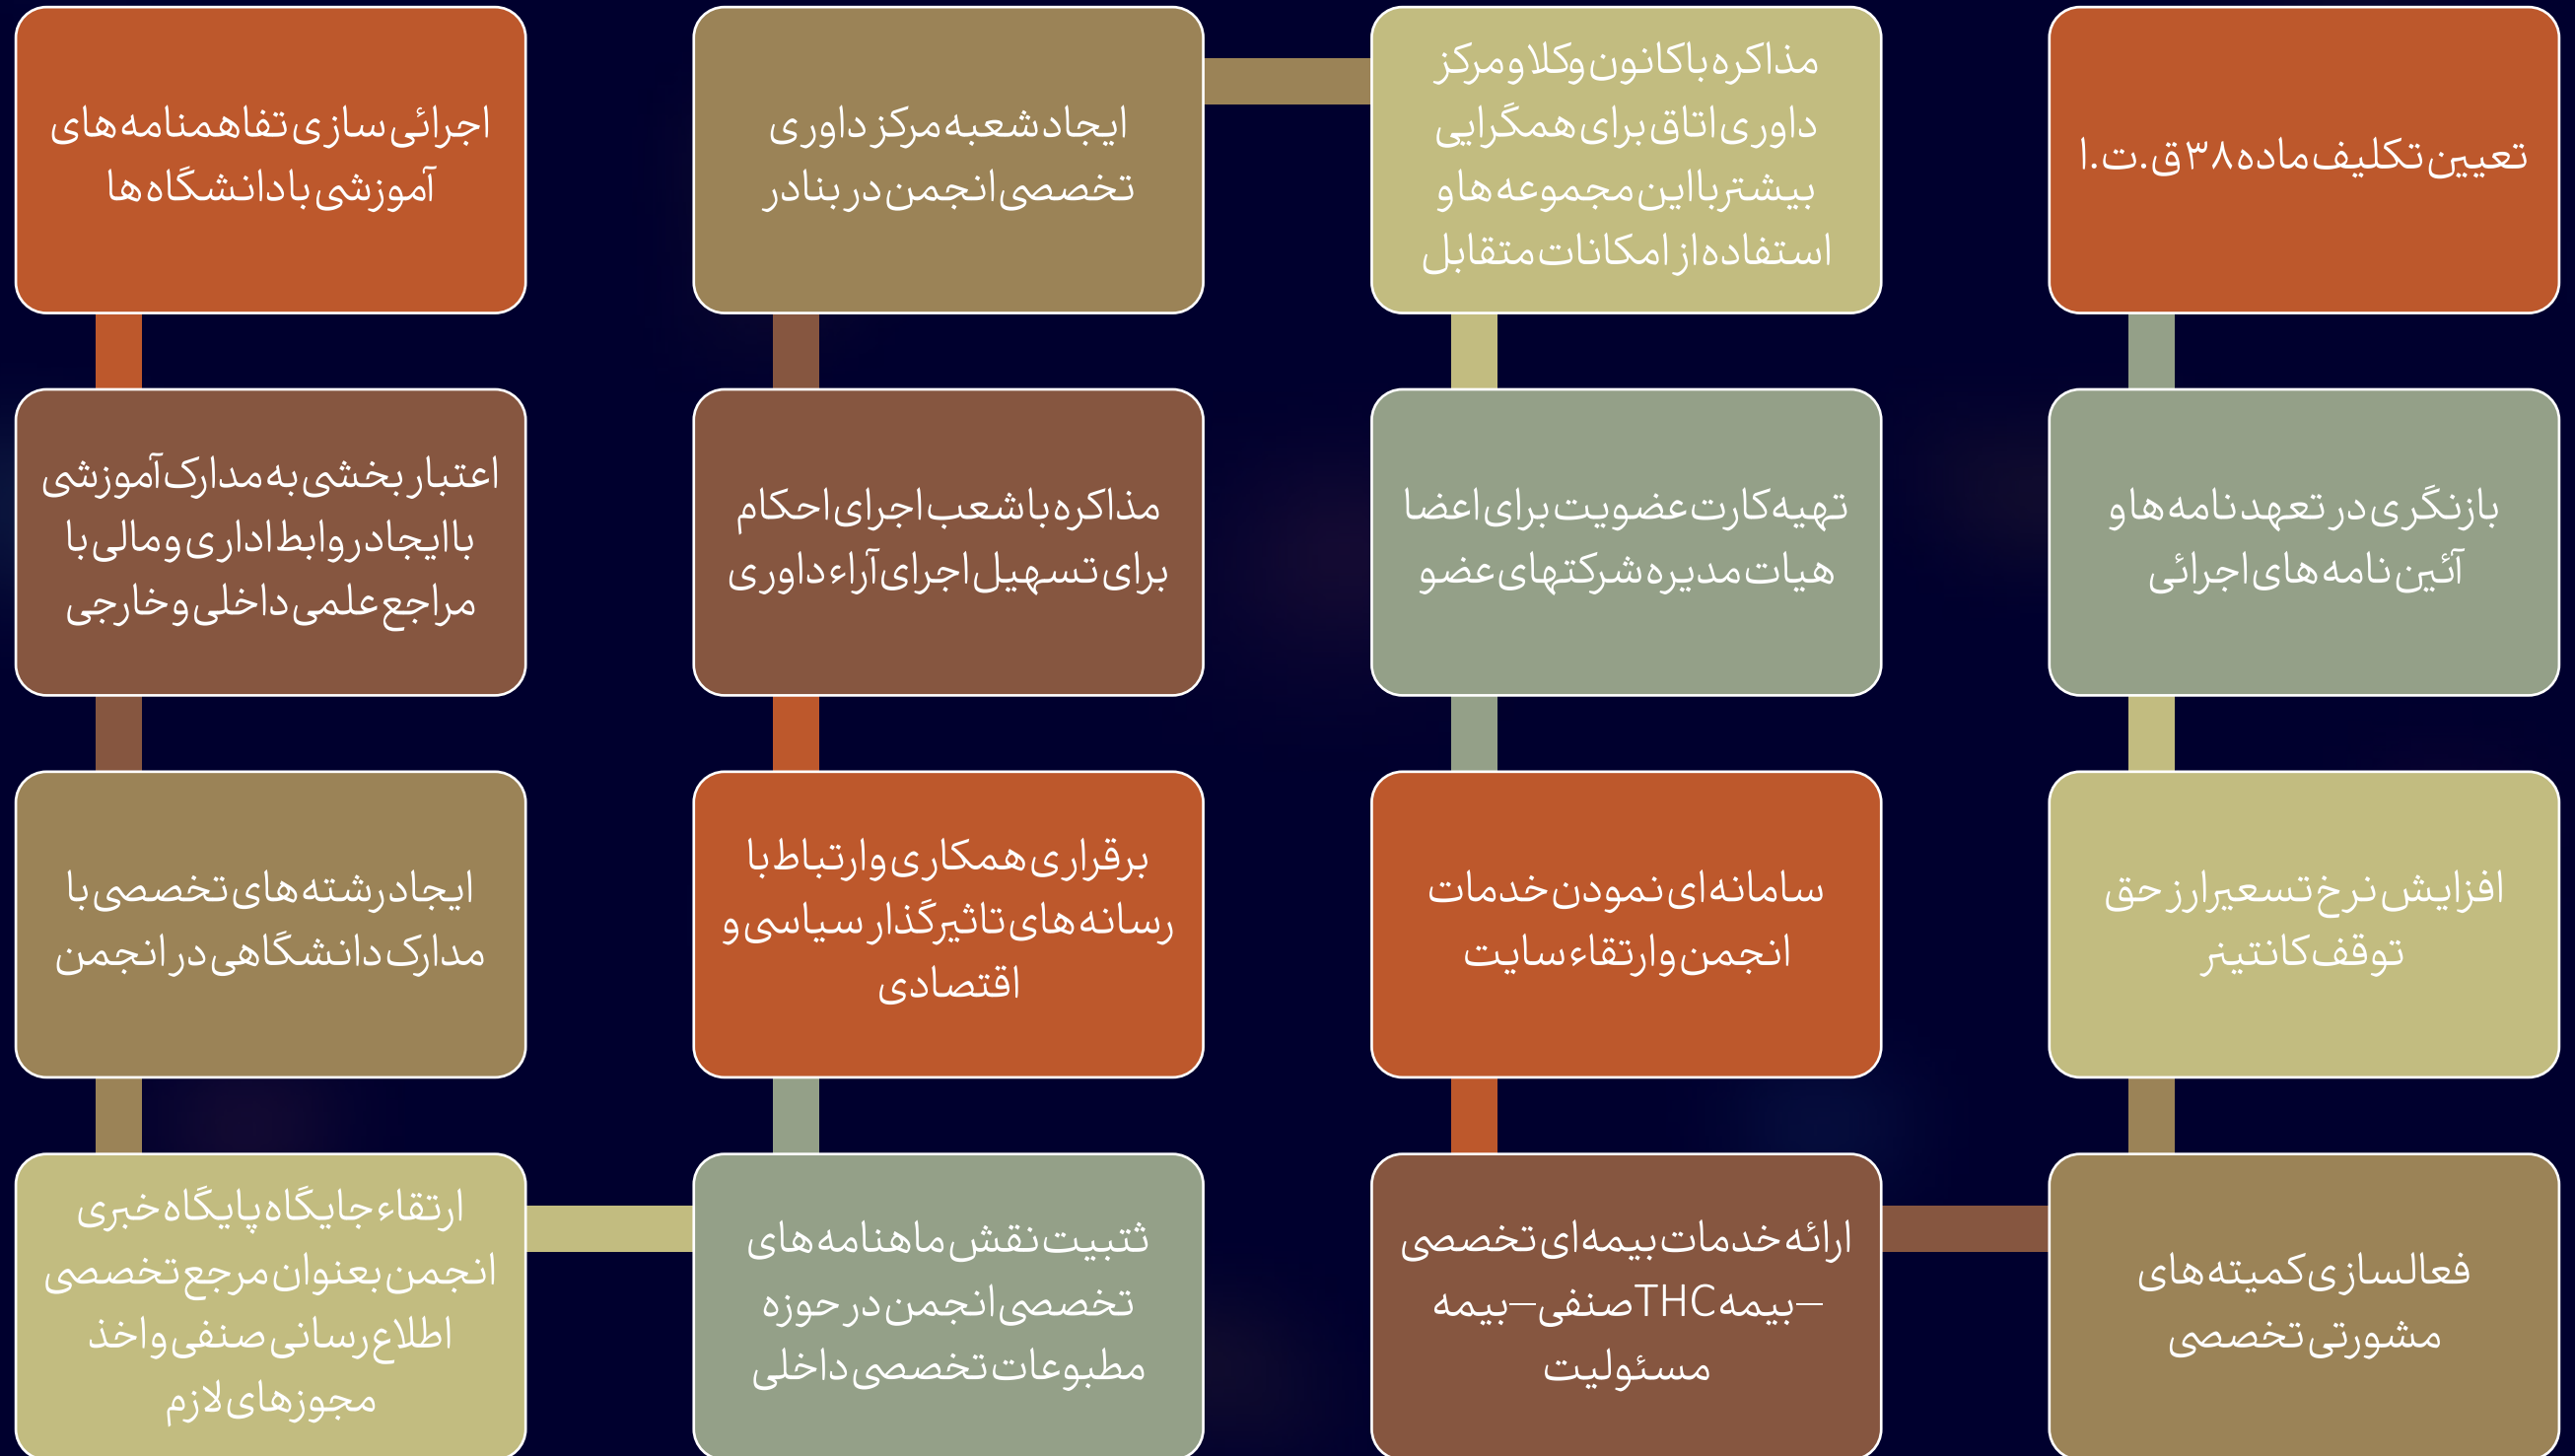 تعیین تکلیف ماده ۳۸ ق.ت.ا
بازنگری در تعهدنامه ها و
آئین نامه های اجرائی
افزایش نرخ تسعیر ارز حق
توقف کانتینر
فعالسازی کمیته های
مشورتی تخصصی
ارائه خدمات بیمه ای تخصصی
–بیمه THC صنفی – بیمه
مسئولیت
سامانه ای نمودن خدمات
انجمن و ارتقاء سایت
تهیه کارت عضویت برای اعضا
هیات مدیره شرکتهای عضو
مذاکره با کانون وکلا و مرکز
داوری اتاق برای همگرایی
بیشتر با این مجموعه ها و
استفاده از امکانات متقابل
ایجاد شعبه مرکز داوری
تخصصی انجمن در بنادر
مذاکره با شعب اجرای احکام
برای تسهیل اجرای آراء داوری
برقراری همکاری و ارتباط با
رسانه های تاثیرگذار سیاسی و
اقتصادی
ثتبیت نقش ماهنامه های
تخصصی انجمن در حوزه
مطبوعات تخصصی داخلی
ارتقاء جایگاه پایگاه خبری
انجمن بعنوان مرجع تخصصی
اطلاع رسانی صنفی و اخذ
مجوزهای لازم
ایجاد رشته های تخصصی با
مدارک دانشگاهی در انجمن
اعتبار بخشی به مدارک آموزشی
با ایجاد روابط اداری و مالی با
مراجع علمی داخلی و خارجی
اجرائی سازی تفاهمنامه های
آموزشی با دانشگاه ها